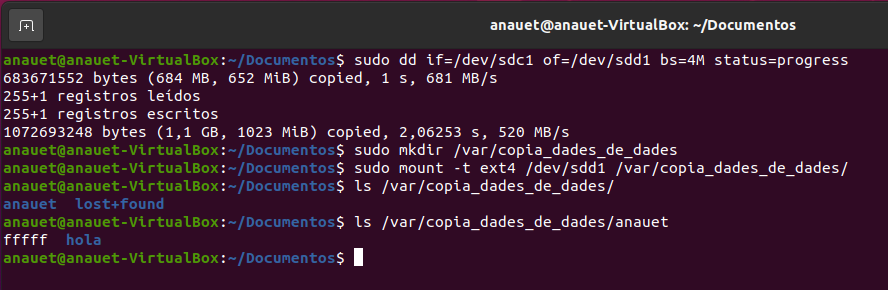 anauet@anauet-VirtualBox: ~/Documentos
anauet@anauet-VirtualBox:~/Documentos$ sudo dd if=/dev/sdc1 of=/dev/sdd1 bs=4M status=progress
683671552 bytes (684 MB, 652 MiB) copied, 1 s, 681 MB/s
255+1 registros leídos
255+1 registros escritos
1072693248 bytes (1,1 GB, 1023 MiB) copied, 2,06253 s, 520 MB/s
anauet@anauet-VirtualBox:~/Documentos$ sudo mkdir /var/copia_dades_de_dades
anauet@anauet-VirtualBox:~/Documentos$ sudo mount -t ext4 /dev/sdd1 /var/copia_dades_de_dades/
anauet@anauet-VirtualBox:~/Documentos$ ls /var/copia_dades_de_dades/
anauet  lost+found
anauet@anauet-VirtualBox:~/Documentos$ ls /var/copia_dades_de_dades/anauet
fffff  hola
anauet@anauet-VirtualBox:~/Documentos$